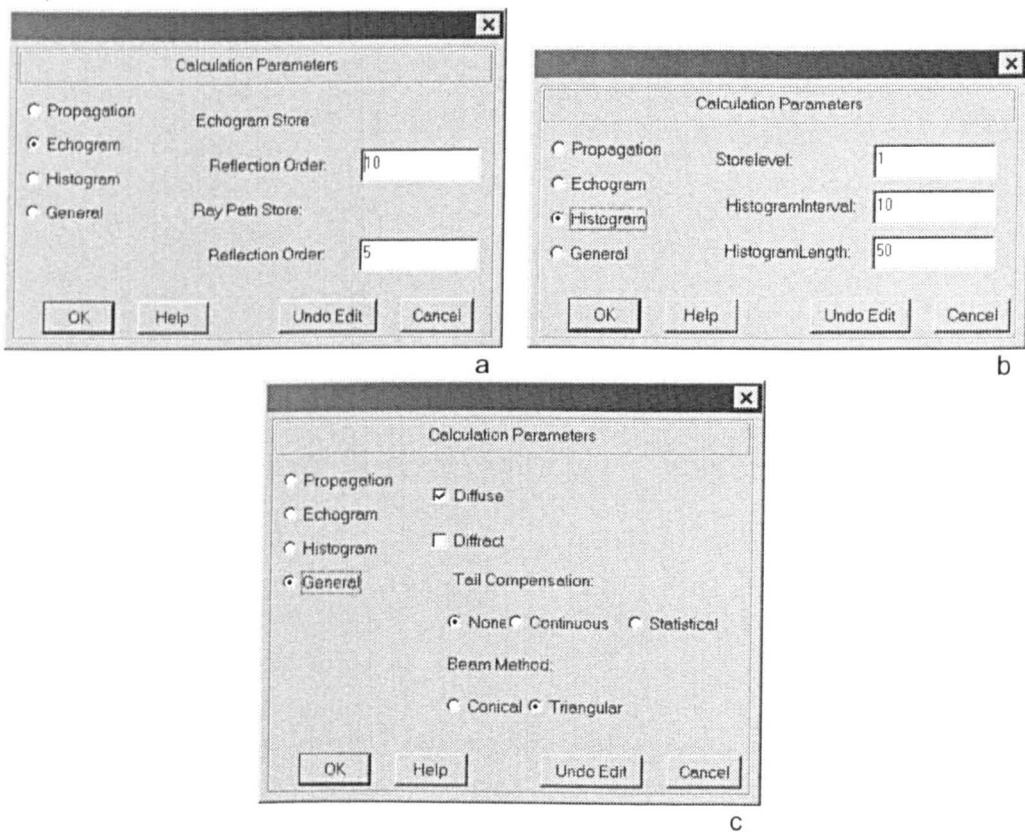 Calculation Parameters
Propagation
Echogram Store:
Echogram
Reflection Order:
10
Histogram
Ray Path Store:
General
Reflection Order:
5
OK
Help
Undo Edit
Cancel
a
Calculation Parameters
Propagation
Storelevel:
1
Echogram
HistogramInterval:
10
Histogram
General
HistogramLength:
50
OK
Help
Undo Edit
Cancel
b
Calculation Parameters
Propagation
Diffuse
Echogram
Diffract
Histogram
General
Tail Compensation:
None
Continuous
Statistical
Beam Method:
Conical
Triangular
OK
Help
Undo Edit
Cancel
c